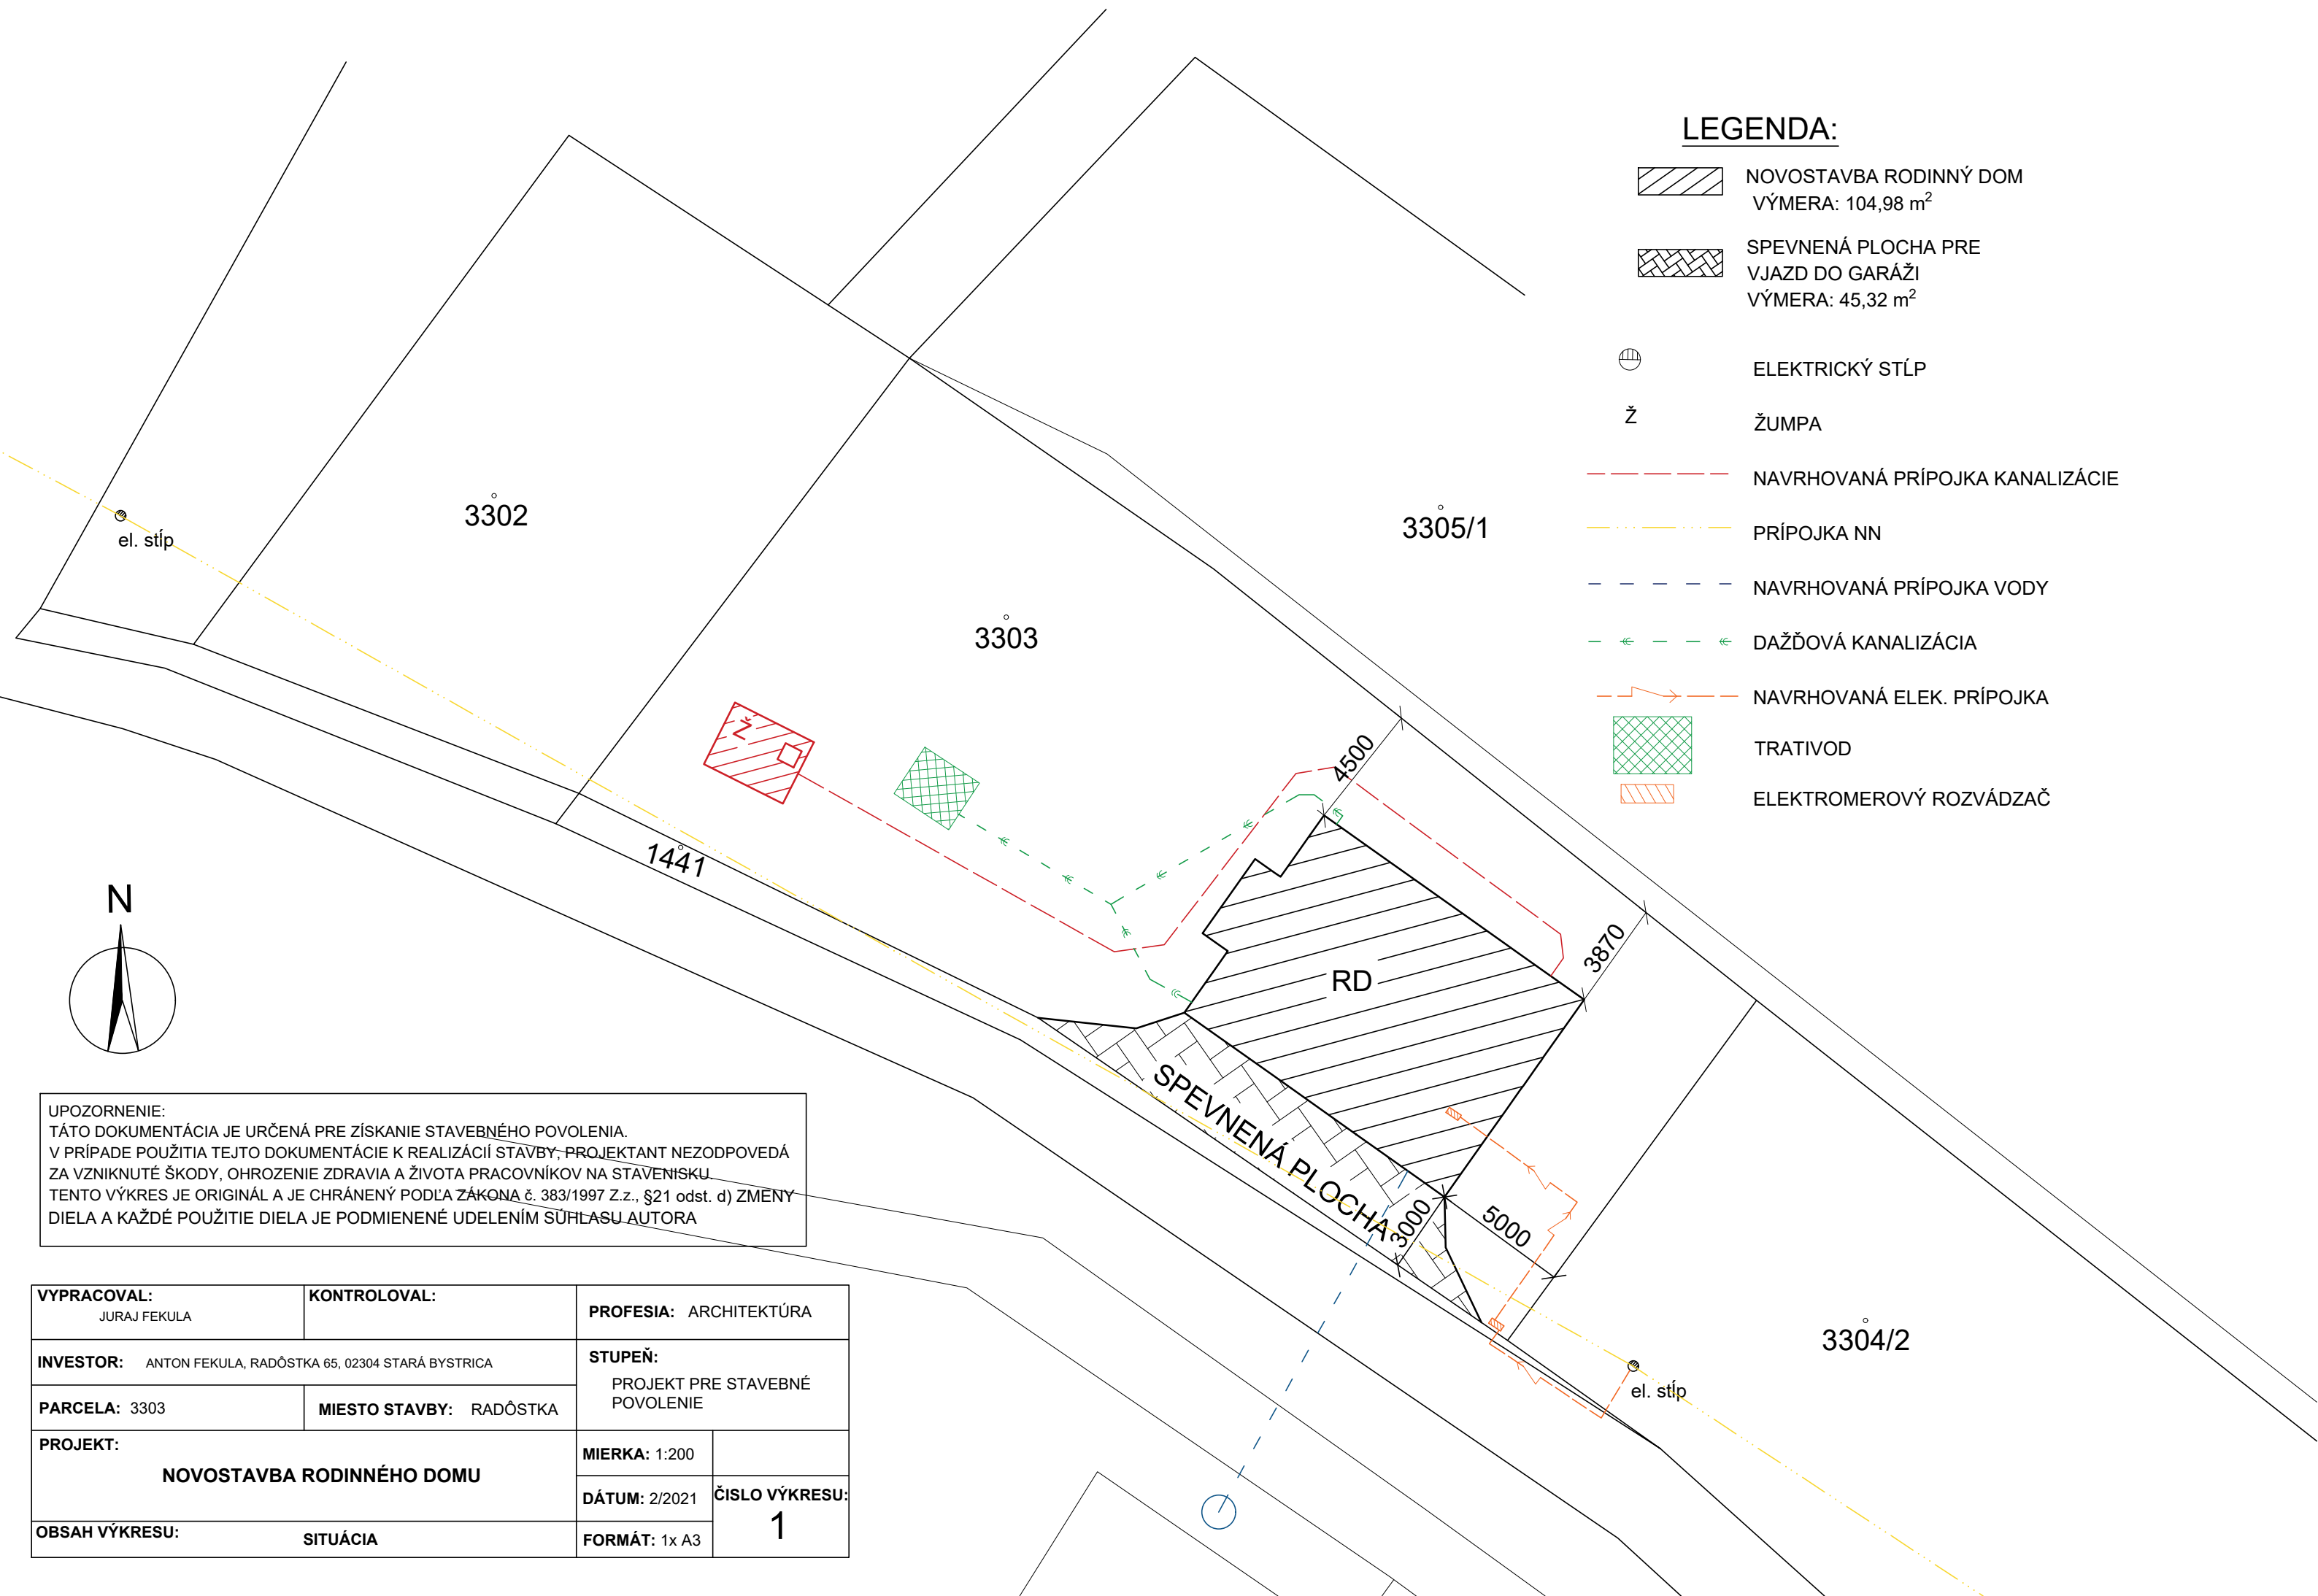 LEGENDA:
NOVOSTAVBA RODINNÝ DOM
VÝMERA: 104,98 m²
SPEVNENÁ PLOCHA PRE
VJAZD DO GARÁŽI
VÝMERA: 45,32 m²
ELEKTRICKÝ STĹP
Ž
ŽUMPA
NAVRHOVANÁ PRÍPOJKA KANALIZÁCIE
PRÍPOJKA NN
NAVRHOVANÁ PRÍPOJKA VODY
DAŽĎOVÁ KANALIZÁCIA
NAVRHOVANÁ ELEK. PRÍPOJKA
TRATIVOD
ELEKTROMEROVÝ ROZVÁDZAČ
3302
el. stĺp
3305/1
3303
Ž
4500
1441
3870
RD
SPEVNENÁ PLOCHA
3000
5000
3304/2
el. stĺp
N
UPOZORNENIE:
TÁTO DOKUMENTÁCIA JE URČENÁ PRE ZÍSKANIE STAVEBNÉHO POVOLENIA.
V PRÍPADE POUŽITIA TEJTO DOKUMENTÁCIE K REALIZÁCIÍ STAVBY, PROJEKTANT NEZODPOVEDÁ
ZA VZNIKNUTÉ ŠKODY, OHROZENIE ZDRAVIA A ŽIVOTA PRACOVNÍKOV NA STAVENISKU.
TENTO VÝKRES JE ORIGINÁL A JE CHRÁNENÝ PODĽA ZÁKONA č. 383/1997 Z.z., §21 odst. d) ZMENY
DIELA A KAŽDÉ POUŽITIE DIELA JE PODMIENENÉ UDELENÍM SÚHLASU AUTORA
VYPRACOVAL:
JURAJ FEKULA
KONTROLOVAL:
PROFESIA: ARCHITEKTÚRA
INVESTOR: ANTON FEKULA, RADÔSTKA 65, 02304 STARÁ BYSTRICA
STUPEŇ:
PROJEKT PRE STAVEBNÉ
POVOLENIE
PARCELA: 3303
MIESTO STAVBY: RADÔSTKA
PROJEKT:
NOVOSTAVBA RODINNÉHO DOMU
MIERKA: 1:200
DÁTUM: 2/2021
ČISLO VÝKRESU:
1
OBSAH VÝKRESU: SITUÁCIA
FORMÁT: 1x A3